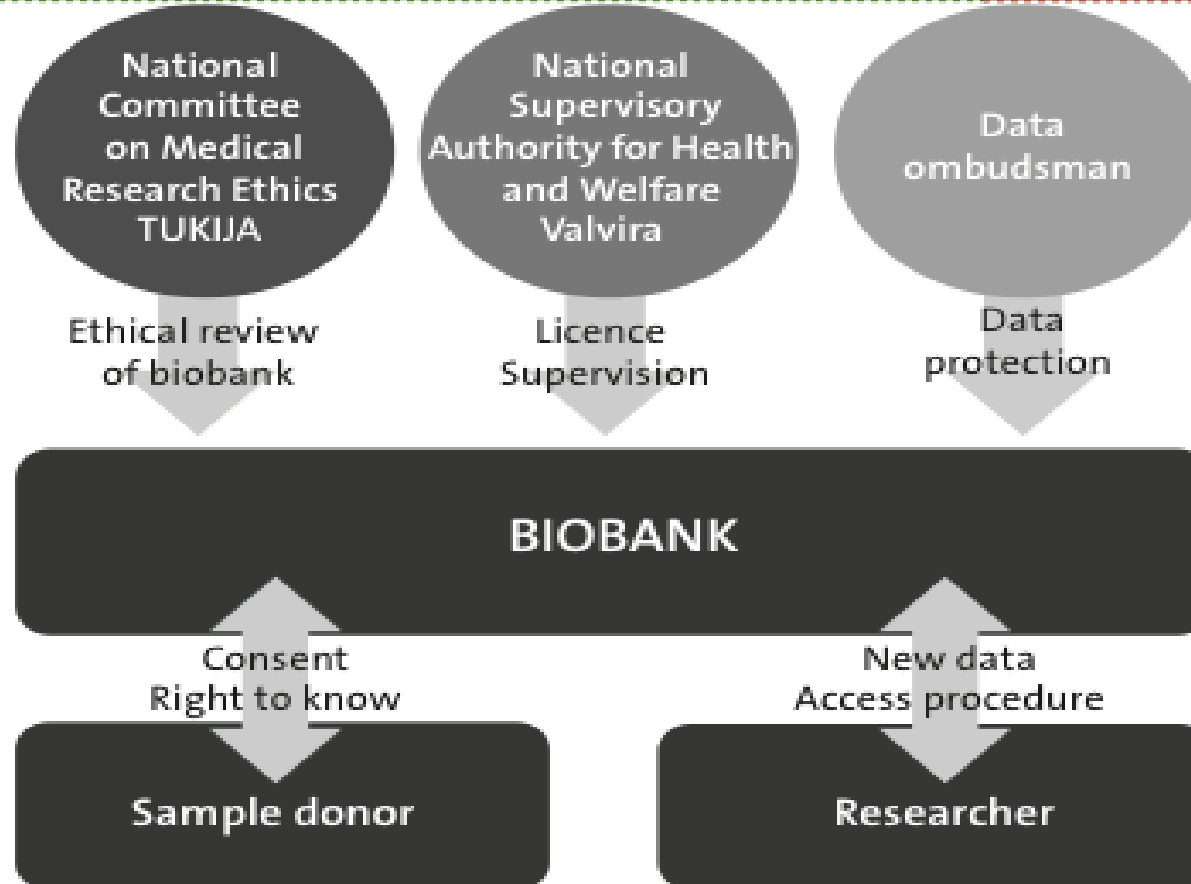 National
Committee
on Medical
Research Ethics
TUKIJA
National
Supervisory
Authority for Health
and Welfare
Valvira
Data
ombudsman
Ethical review
of biobank
Licence
Supervision
Data
protection
BIOBANK
Consent
Right to know
New data
Access procedure
Sample donor
Researcher